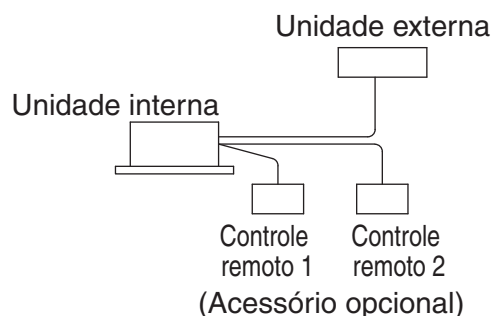 Unidade externa
Unidade interna
Controle
remoto 1
Controle
remoto 2
(Acessório opcional)